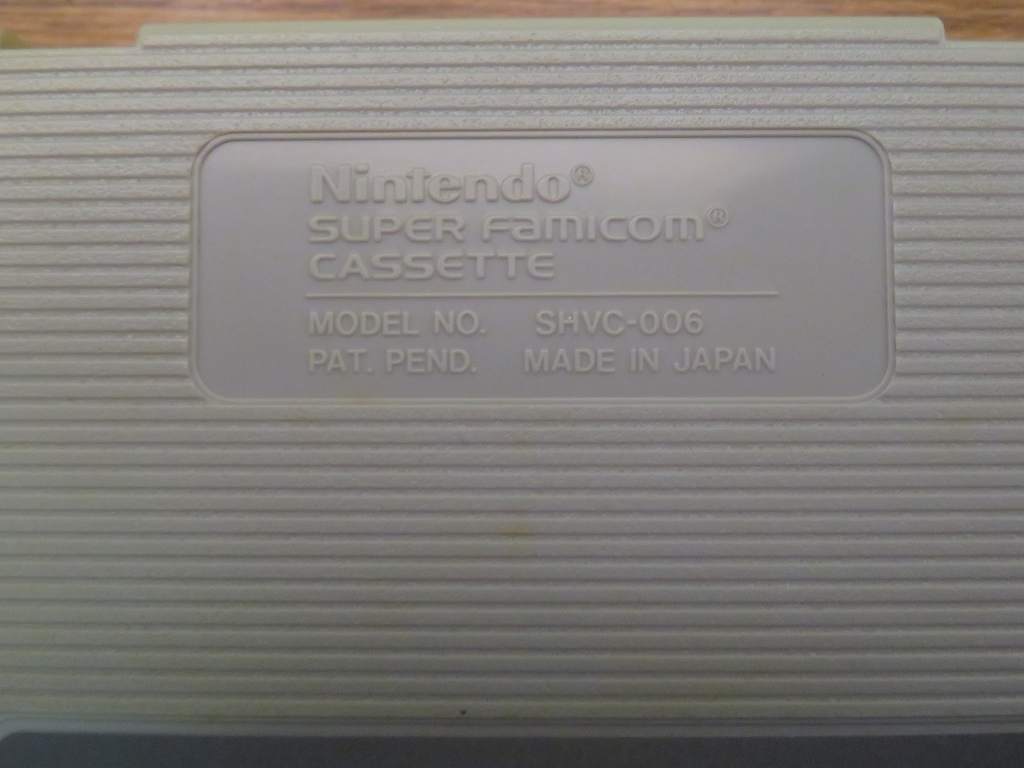 Nintendo®
SUPER Famicom®
CASSETTE
MODEL NO. SHVC-006
PAT. PEND. MADE IN JAPAN